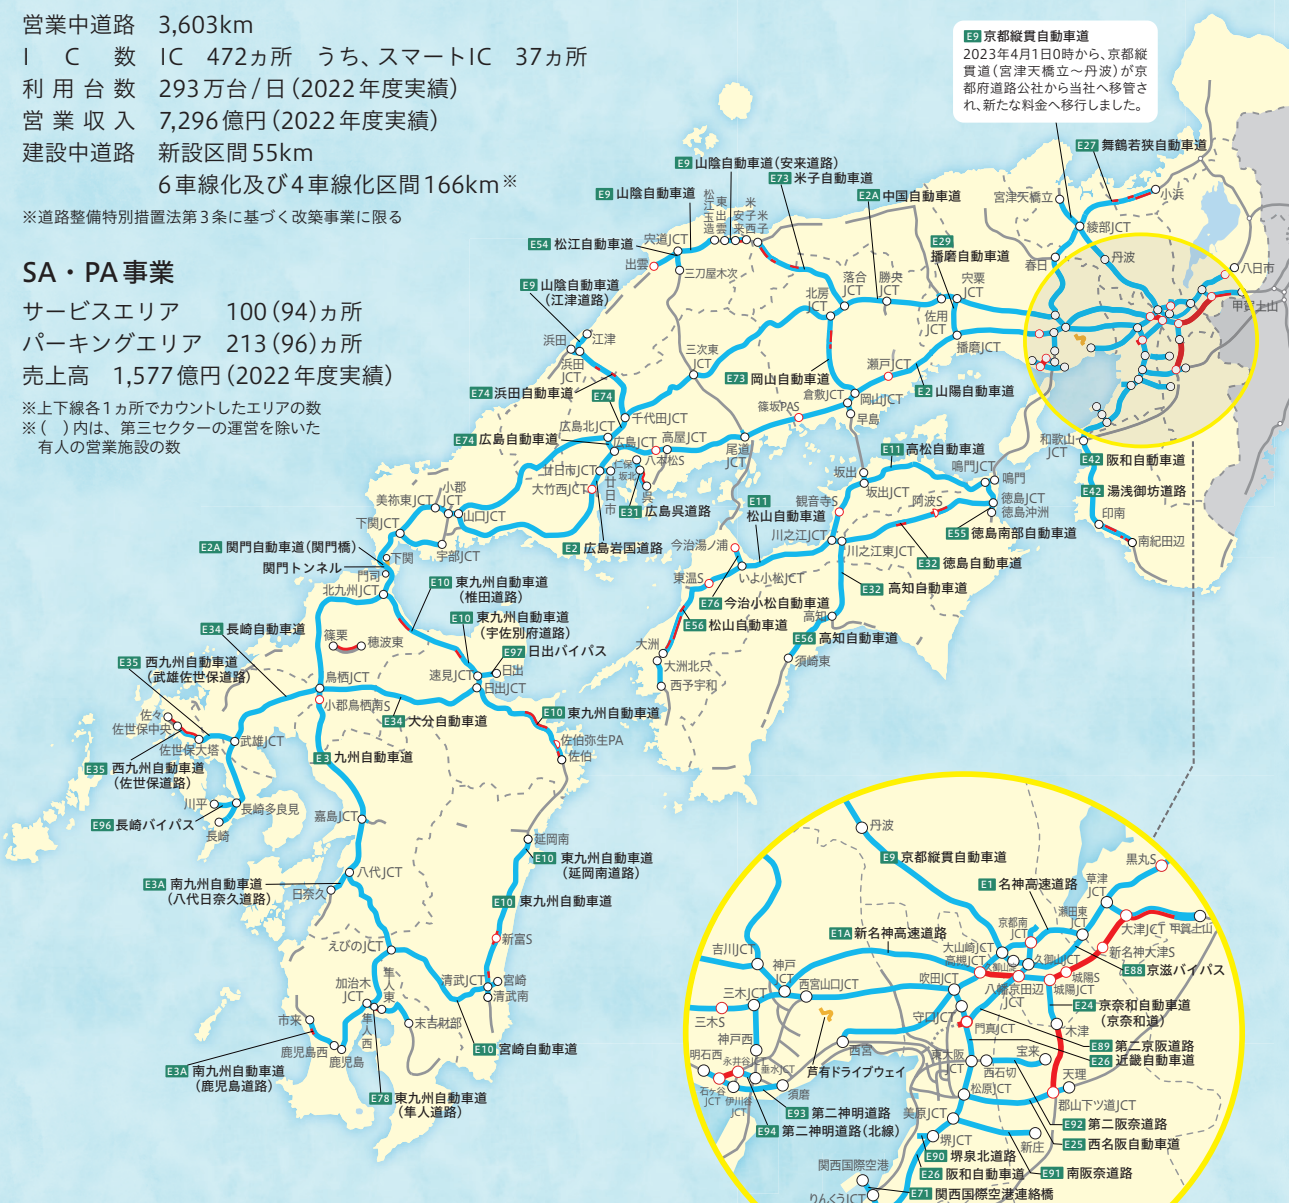 営業中道路 3,603km
I C 数 IC 472ヵ所 うち、スマートIC 37ヵ所
利用台数 293万台/日(2022年度実績)
営業収入 7,296億円(2022年度実績)
建設中道路 新設区間55km
6車線化及び4車線化区間166km※
※道路整備特別措置法第3条に基づく改築事業に限る
SA・PA事業
サービスエリア 100(94)ヵ所
パーキングエリア 213(96)ヵ所
売上高 1,577億円(2022年度実績)
※上下線各1ヵ所でカウントしたエリアの数
※( )内は、第三セクターの運営を除いた
有人の営業施設の数
E9 京都縦貫自動車道
2023年4月1日0時から、京都縦
貫道(宮津天橋立～丹波)が京
都府道路公社から当社へ移管さ
れ、新たな料金へ移行しました。
E27 舞鶴若狭自動車道
小浜
宮津天橋立
綾部JCT
春日
丹波
八日市
甲賀土山
E9 山陰自動車道(安来道路)
E73 米子自動車道
E9 山陰自動車道
E2A 中国自動車道
松江玉造
東出雲
安来
米子西
米子
E54 松江自動車道
宍道JCT
出雲
三刀屋木次
E29
播磨自動車道
落合
JCT
勝央
JCT
宍粟
JCT
北房
JCT
佐用
JCT
播磨JCT
E9 山陰自動車道
(江津道路)
浜田
江津
浜田
JCT
三次東
JCT
瀬戸JCT
E73 岡山自動車道
E2 山陽自動車道
倉敷JCT
岡山JCT
早島
篠坂PAS
E74 浜田自動車道
E74
千代田JCT
広島北JCT
E74 広島自動車道
広島JCT
高屋JCT
尾道
JCT
廿日市JCT
大竹西JCT
廿日市
仁保
坂北
八本松S
呉
E31 広島呉道路
E2 広島岩国道路
和歌山
JCT
E42 阪和自動車道
E42 湯浅御坊道路
印南
南紀田辺
E11 高松自動車道
坂出
坂出JCT
鳴門JCT
鳴門
徳島JCT
徳島沖洲
阿波S
観音寺S
E55 徳島南部自動車道
E11
松山自動車道
川之江JCT
川之江東JCT
E32 徳島自動車道
E32 高知自動車道
今治湯ノ浦
いよ小松JCT
東温S
E76 今治小松自動車道
E56 松山自動車道
高知
E56 高知自動車道
須崎東
大洲
大洲北只
西予宇和
小郡
JCT
美祢東JCT
山口JCT
下関JCT
宇部JCT
E2A 関門自動車道(関門橋)
下関
関門トンネル
門司
北九州JCT
E10 東九州自動車道
(椎田道路)
E10 東九州自動車道
(宇佐別府道路)
E97 日出バイパス
速見JCT
日出
日出JCT
E34 長崎自動車道
篠栗
穂波東
E35 西九州自動車道
(武雄佐世保道路)
鳥栖JCT
小郡鳥栖南S
E34 大分自動車道
E10 東九州自動車道
佐伯弥生PA
佐伯
佐々
佐世保中央
佐世保大塔
武雄JCT
E3 九州自動車道
E35 西九州自動車道
(佐世保道路)
川平
長崎多良見
E96 長崎バイパス
長崎
嘉島JCT
延岡南
E10 東九州自動車道
(延岡南道路)
八代JCT
E3A 南九州自動車道
(八代日奈久道路)
日奈久
E10 東九州自動車道
新富S
えびのJCT
加治木
JCT
隼人東
隼人西
清武JCT
宮崎
清武南
市来
末吉財部
鹿児島西
鹿児島
E10 宮崎自動車道
E3A 南九州自動車道
(鹿児島道路)
E78 東九州自動車道
(隼人道路)
丹波
E9 京都縦貫自動車道
黒丸S
E1 名神高速道路
草津
JCT
瀬田東
JCT
京都南
JCT
大津JCT
甲賀土山
E1A 新名神高速道路
大山崎JCT
高槻JCT
久御山JCT
新名神大津S
E88 京滋バイパス
吉川JCT
神戸
JCT
西宮山口JCT
吹田JCT
八幡京田辺
JCT
城陽S
城陽JCT
三木JCT
三木S
E24 京奈和自動車道
(京奈和道)
守口JCT
門真JCT
木津
神戸西
西宮
E89 第二京阪道路
E26 近畿自動車道
明石西
永井谷JCT
垂水JCT
芦有ドライブウェイ
東大阪
JCT
宝来
西石切
天理
石ヶ谷
JCT
伊川谷
JCT
須磨
松原JCT
郡山下ツ道JCT
E93 第二神明道路
美原JCT
E92 第二阪奈道路
E94 第二神明道路(北線)
堺JCT
新庄
E25 西名阪自動車道
E90 堺泉北道路
関西国際空港
E26 阪和自動車道
E91 南阪奈道路
りんくうJCT
E71 関西国際空港連絡橋